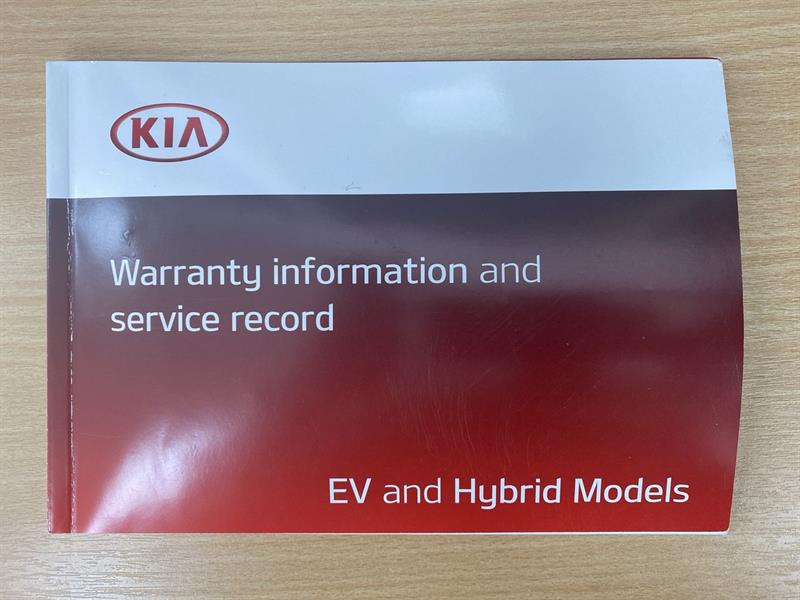 KIA
Warranty information and
service record
EV and Hybrid Models